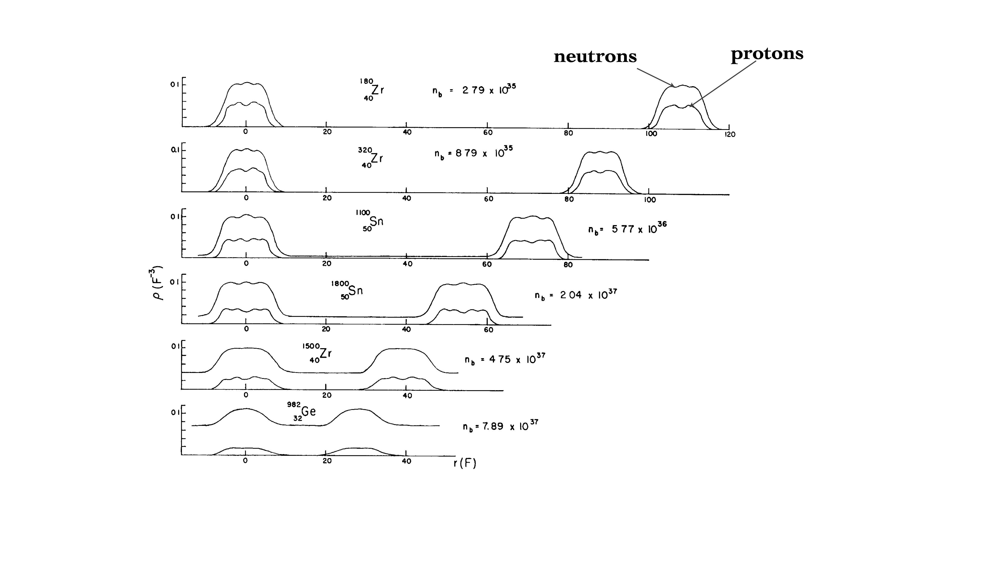 neutrons
protons
01
180
40Zr
nb = 2 79 x 10^35
0 20 40 60 80 100 120
0.1
320
40Zr
nb = 8 79 x 10^35
0 20 40 60 80 100
01
1100
50Sn
nb = 5 77 x 10^36
0 20 40 60 80
ρ (F^-3)
01
1800
50Sn
nb = 2 04 x 10^37
0 20 40 60
01
1500
40Zr
nb = 4 75 x 10^37
0 20 40
01
982
32Ge
nb = 7.89 x 10^37
0 20 40
r (F)